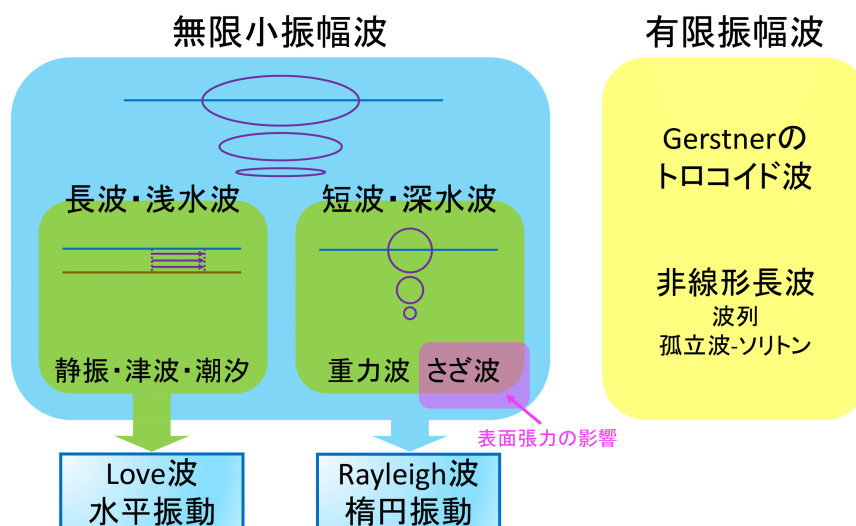 無限小振幅波
有限振幅波
長波・浅水波
短波・深水波
静振・津波・潮汐
重力波
さざ波
表面張力の影響
Love波
水平振動
Rayleigh波
楕円振動
Gerstnerの
トロコイド波
非線形長波
波列
孤立波-ソリトン